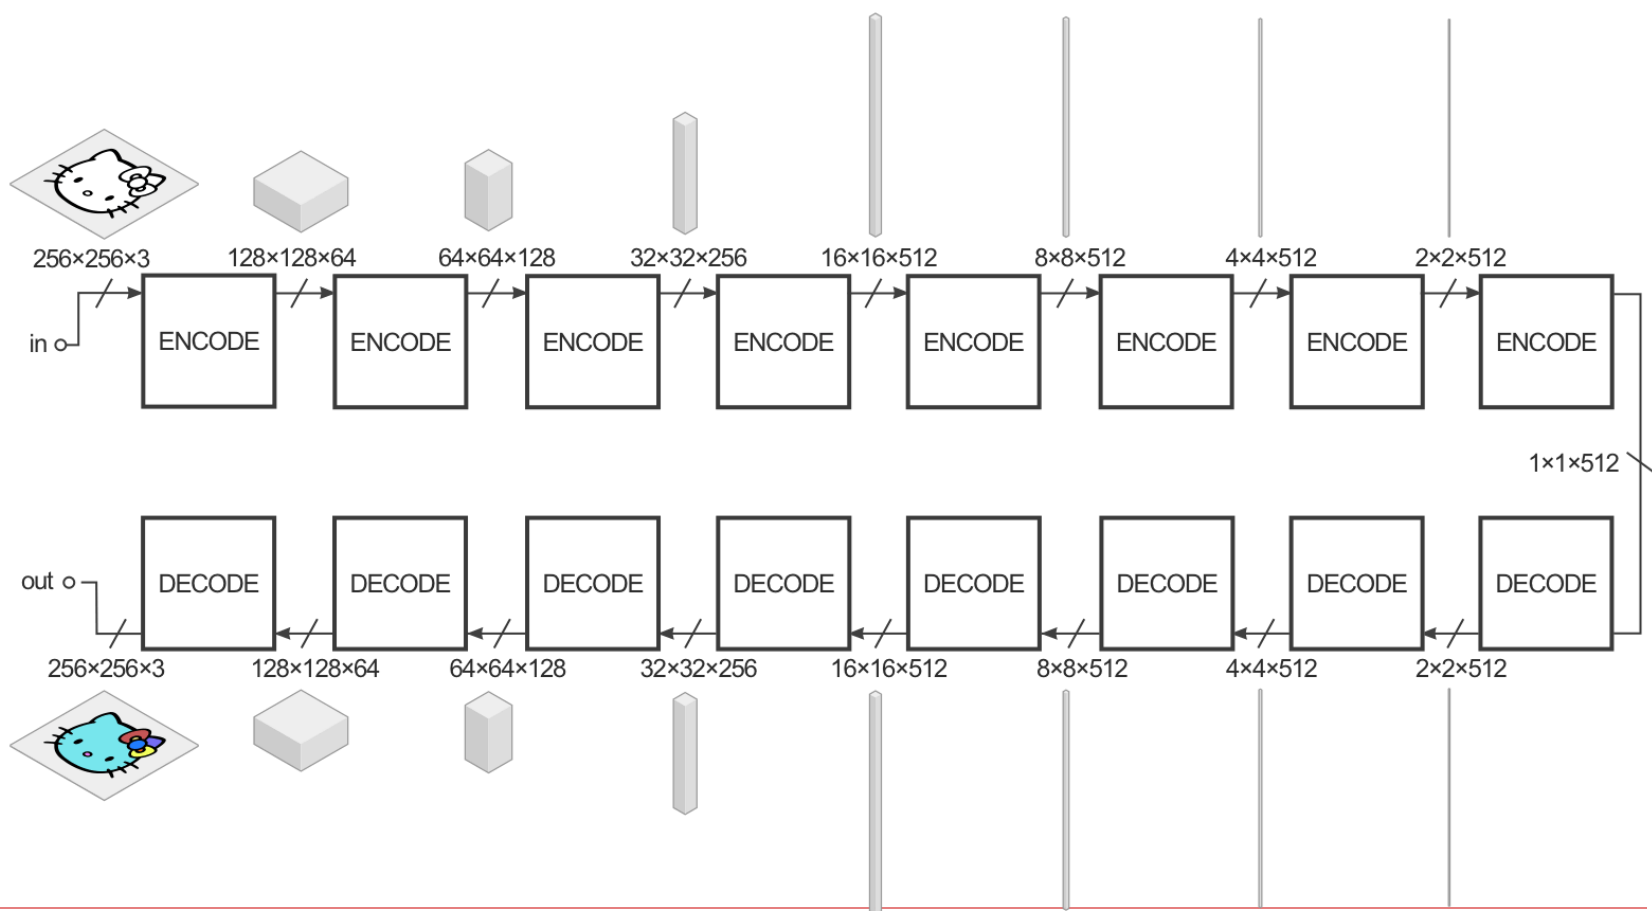 256×256×3 128×128×64 64×64×128 32×32×256 16×16×512 8×8×512 4×4×512 2×2×512
in ENCODE ENCODE ENCODE ENCODE ENCODE ENCODE ENCODE ENCODE
1×1×512
out DECODE DECODE DECODE DECODE DECODE DECODE DECODE DECODE
256×256×3 128×128×64 64×64×128 32×32×256 16×16×512 8×8×512 4×4×512 2×2×512